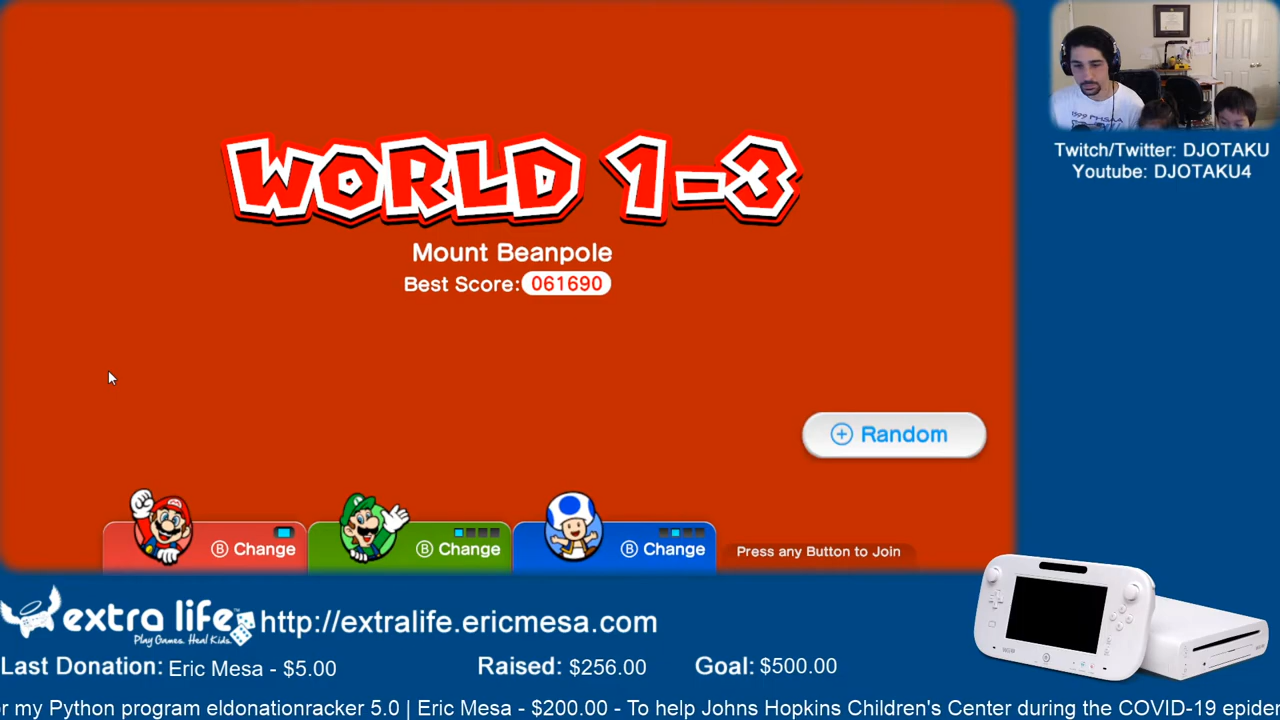 WORLD 1-3
Mount Beanpole
Best Score: 061690
+ Random
B Change
B Change
B Change
Press any Button to Join
Twitch/Twitter: DJOTAKU
Youtube: DJOTAKU4
extra life
Play Games. Heal Kids.
http://extralife.ericmesa.com
Last Donation: Eric Mesa - $5.00
Raised: $256.00
Goal: $500.00
or my Python program eldonationracker 5.0 | Eric Mesa - $200.00 - To help Johns Hopkins Children's Center during the COVID-19 epider